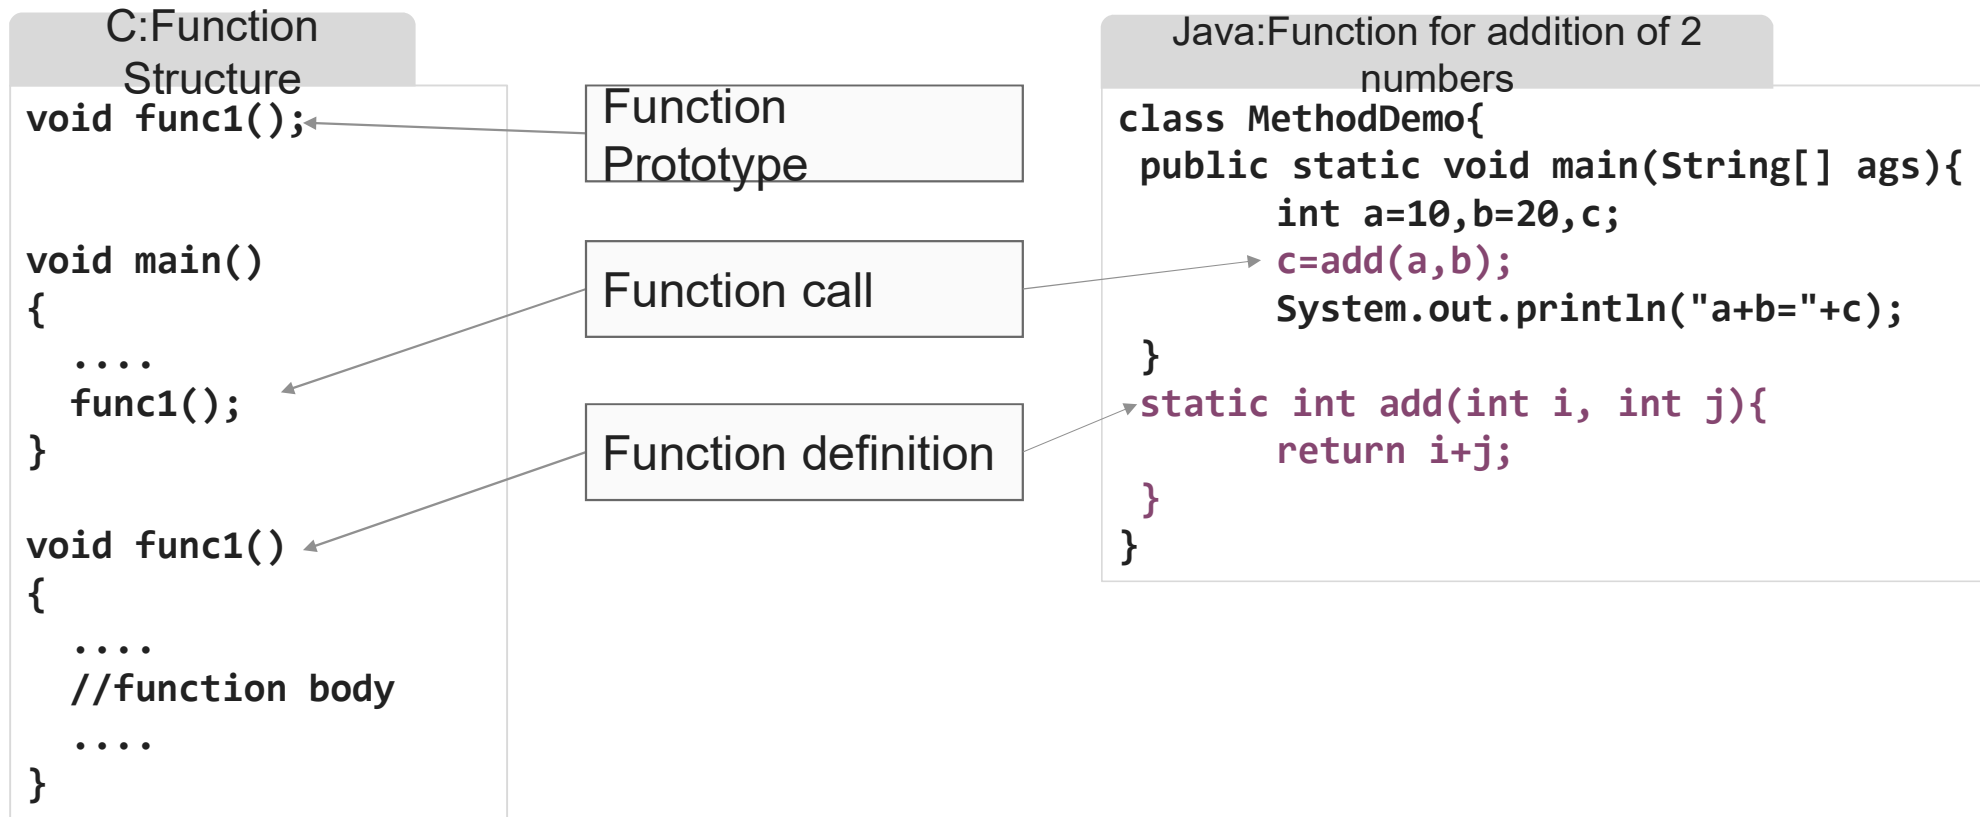 C:Function
Structure
void func1();
void main()
{
....
func1();
}
void func1()
{
....
//function body
....
}
Function
Prototype
Function call
Function definition
Java:Function for addition of 2
numbers
class MethodDemo{
public static void main(String[] ags){
int a=10,b=20,c;
c=add(a,b);
System.out.println("a+b="+c);
}
static int add(int i, int j){
return i+j;
}
}